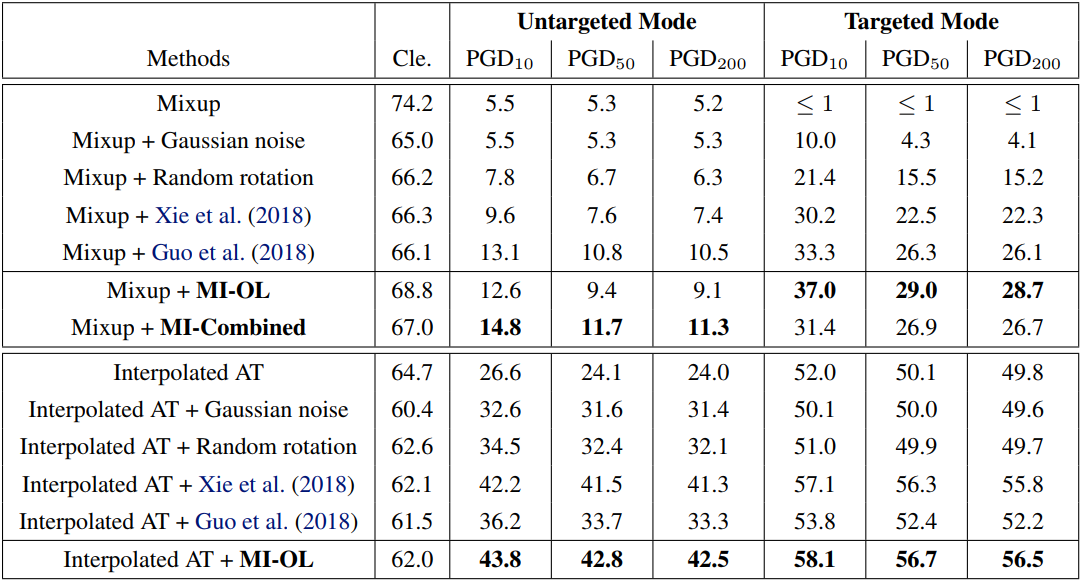 Untargeted Mode Targeted Mode
Methods Cle. PGD10 PGD50 PGD200 PGD10 PGD50 PGD200
Mixup 74.2 5.5 5.3 5.2 ≤ 1 ≤ 1 ≤ 1
Mixup + Gaussian noise 65.0 5.5 5.3 5.3 10.0 4.3 4.1
Mixup + Random rotation 66.2 7.8 6.7 6.3 21.4 15.5 15.2
Mixup + Xie et al. (2018) 66.3 9.6 7.6 7.4 30.2 22.5 22.3
Mixup + Guo et al. (2018) 66.1 13.1 10.8 10.5 33.3 26.3 26.1
Mixup + MI-OL 68.8 12.6 9.4 9.1 37.0 29.0 28.7
Mixup + MI-Combined 67.0 14.8 11.7 11.3 31.4 26.9 26.7
Interpolated AT 64.7 26.6 24.1 24.0 52.0 50.1 49.8
Interpolated AT + Gaussian noise 60.4 32.6 31.6 31.4 50.1 50.0 49.6
Interpolated AT + Random rotation 62.6 34.5 32.4 32.1 51.0 49.9 49.7
Interpolated AT + Xie et al. (2018) 62.1 42.2 41.5 41.3 57.1 56.3 55.8
Interpolated AT + Guo et al. (2018) 61.5 36.2 33.7 33.3 53.8 52.4 52.2
Interpolated AT + MI-OL 62.0 43.8 42.8 42.5 58.1 56.7 56.5